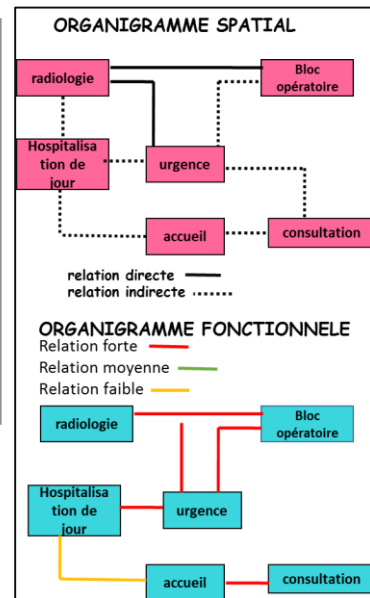 ORGANIGRAMME SPATIAL
radiologie
Bloc
opératoire
Hospitalisa
tion de
jour
urgence
accueil
consultation
relation directe
relation indirecte
ORGANIGRAMME FONCTIONNELE
Relation forte
Relation moyenne
Relation faible
radiologie
Bloc
opératoire
Hospitalisa
tion de
jour
urgence
accueil
consultation